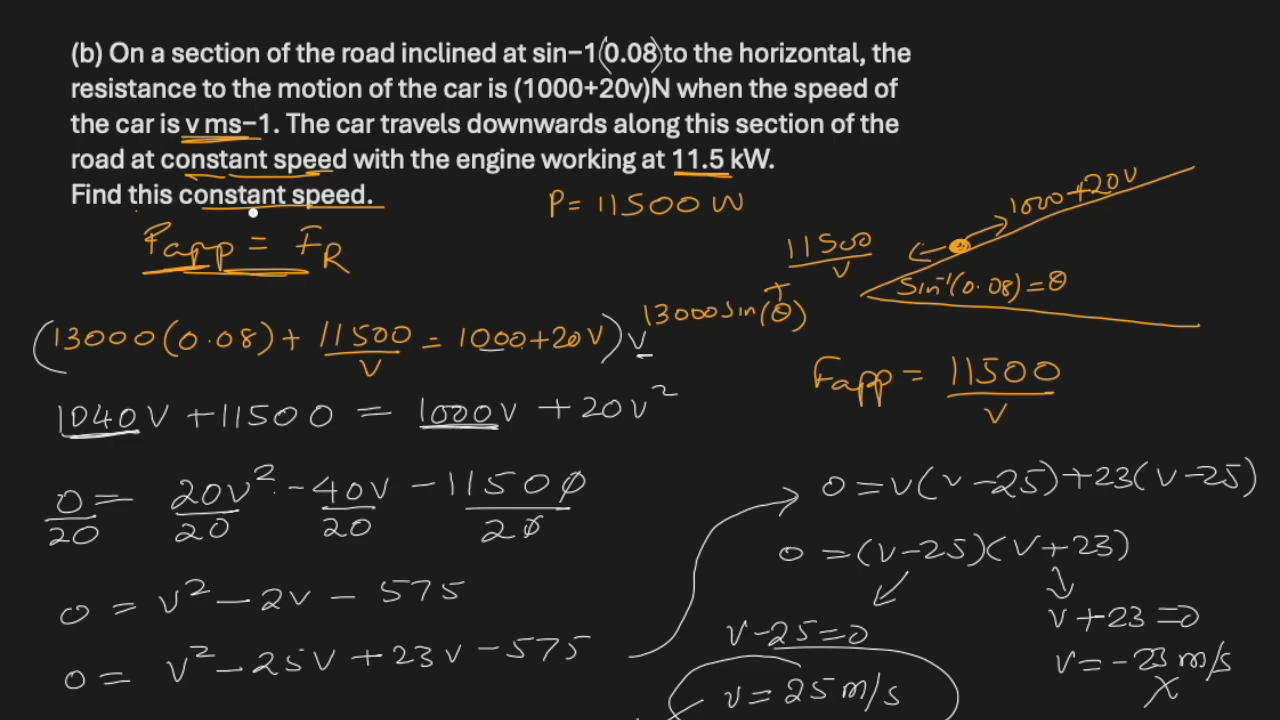 (b) On a section of the road inclined at sin−1(0.08)to the horizontal, the
resistance to the motion of the car is (1000+20v)N when the speed of
the car is v ms−1. The car travels downwards along this section of the
road at constant speed with the engine working at 11.5 kW.
Find this constant speed.
P = 11500 W
Fapp = FR
1000+20v
11500/v
sin⁻¹(0.08) = θ
+
13000sin(θ)
(13000(0.08) + 11500/v = 1000+20v) v
Fapp = 11500/v
1040v + 11500 = 1000v + 20v²
0/20 = 20v²/20 - 40v/20 - 11500/20
0 = v² - 2v - 575
0 = v² - 25v + 23v - 575
0 = v(v - 25) + 23(v - 25)
0 = (v - 25)(v + 23)
v - 25 = 0
v = 25 m/s
v + 23 = 0
v = - 23 m/s
X